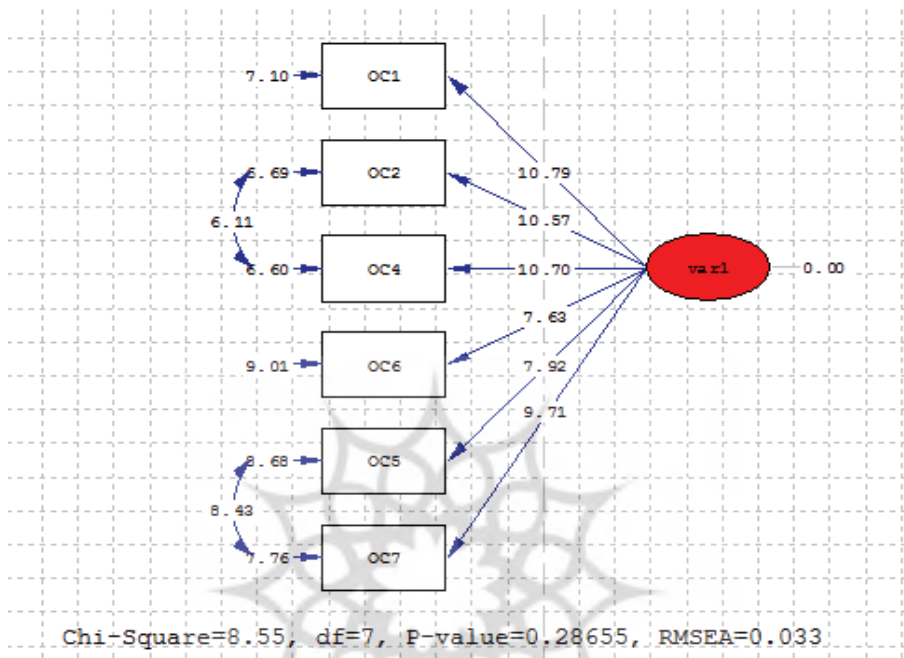 7.10 OC1
6.69 OC2 10.79
6.11 10.57
6.60 OC4 10.70 var1 0.00
7.63
9.01 OC6 7.92
9.71
8.68 OC5
8.43
7.76 OC7
Chi-Square=8.55, df=7, P-value=0.28655, RMSEA=0.033